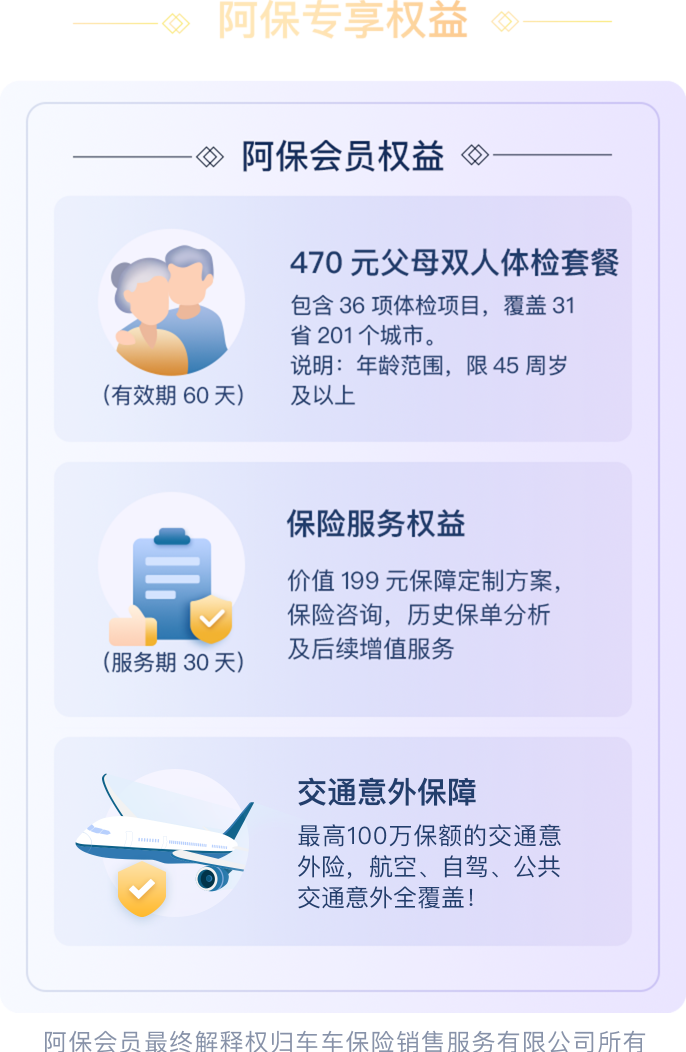 阿保专享权益
阿保会员权益
470 元父母双人体检套餐
包含 36 项体检项目，覆盖 31
省 201 个城市。
说明：年龄范围，限 45 周岁
及以上
（有效期 60 天）
保险服务权益
价值 199 元保障定制方案，
保险咨询，历史保单分析
及后续增值服务
（服务期 30 天）
交通意外保障
最高100万保额的交通意
外险，航空、自驾、公共
交通意外全覆盖！
阿保会员最终解释权归车车保险销售服务有限公司所有